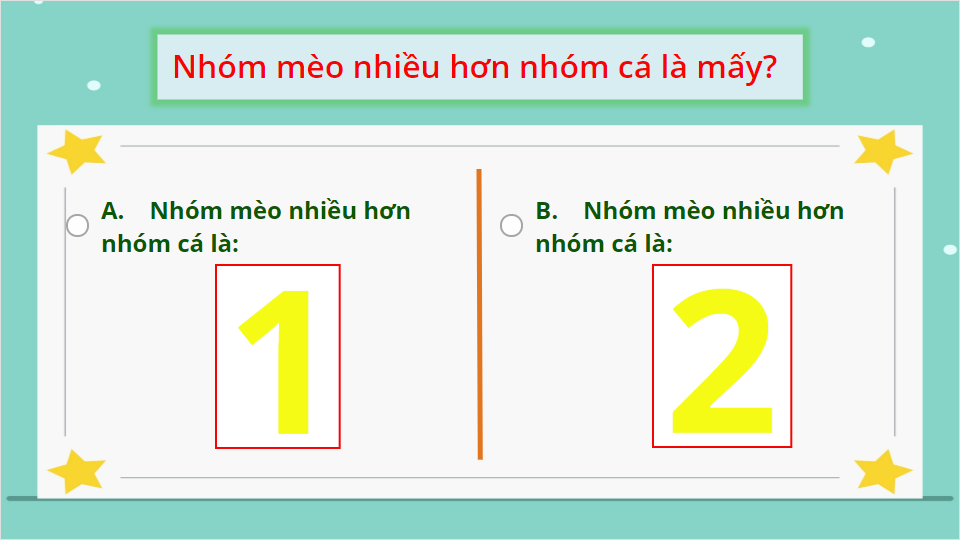 Nhóm mèo nhiều hơn nhóm cá là mấy?
A. Nhóm mèo nhiều hơn
nhóm cá là:
1
B. Nhóm mèo nhiều hơn
nhóm cá là:
2